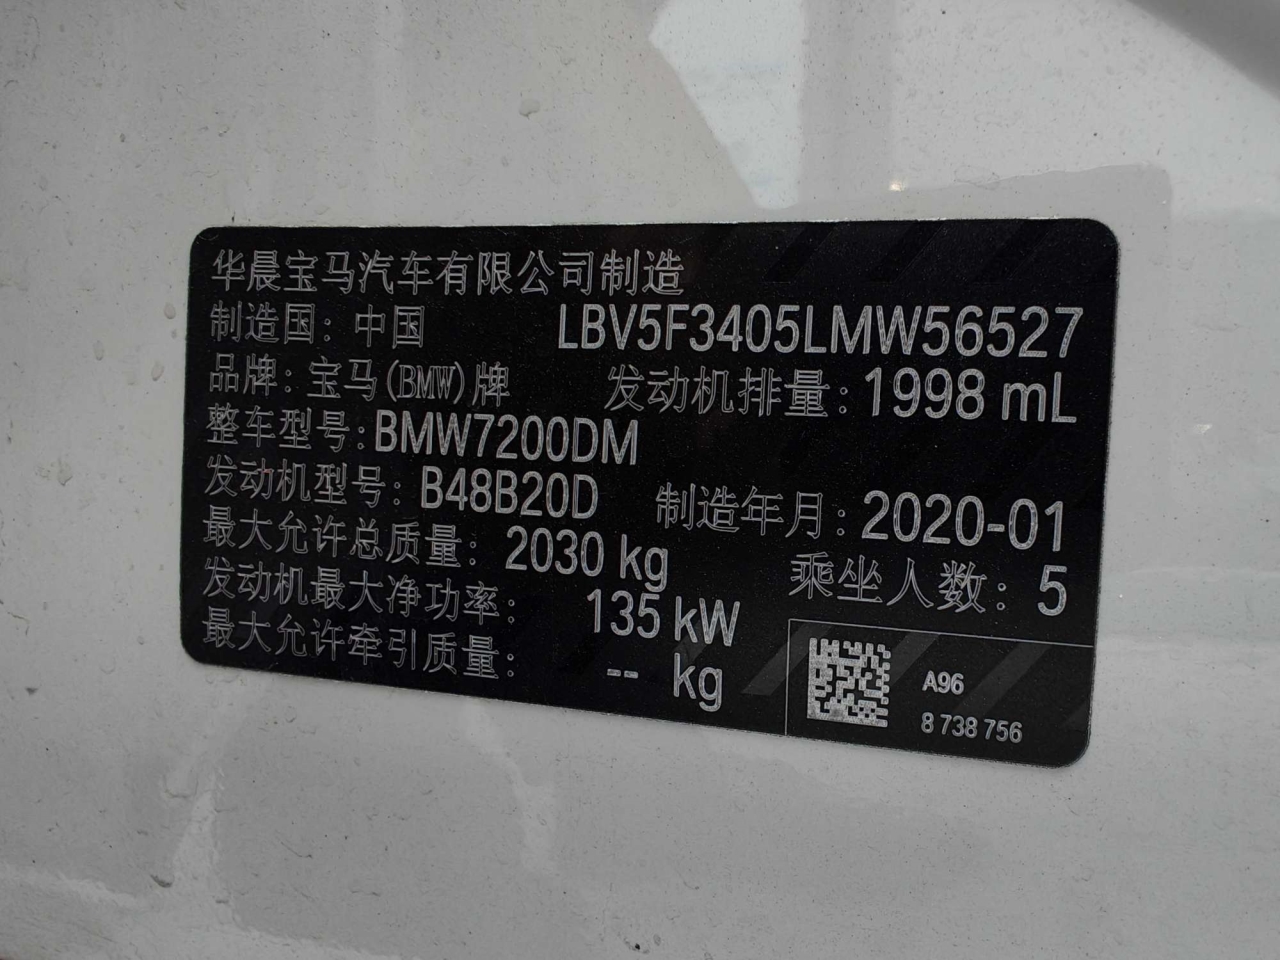 华晨宝马汽车有限公司制造
制造国：中国 LBV5F3405LMW56527
品牌：宝马(BMW)牌 发动机排量：1998 mL
整车型号：BMW7200DM
发动机型号：B48B20D 制造年月：2020-01
最大允许总质量：2030 kg 乘坐人数：5
发动机最大净功率：135 kW
最大允许牵引质量：-- kg
A96
8 738 756